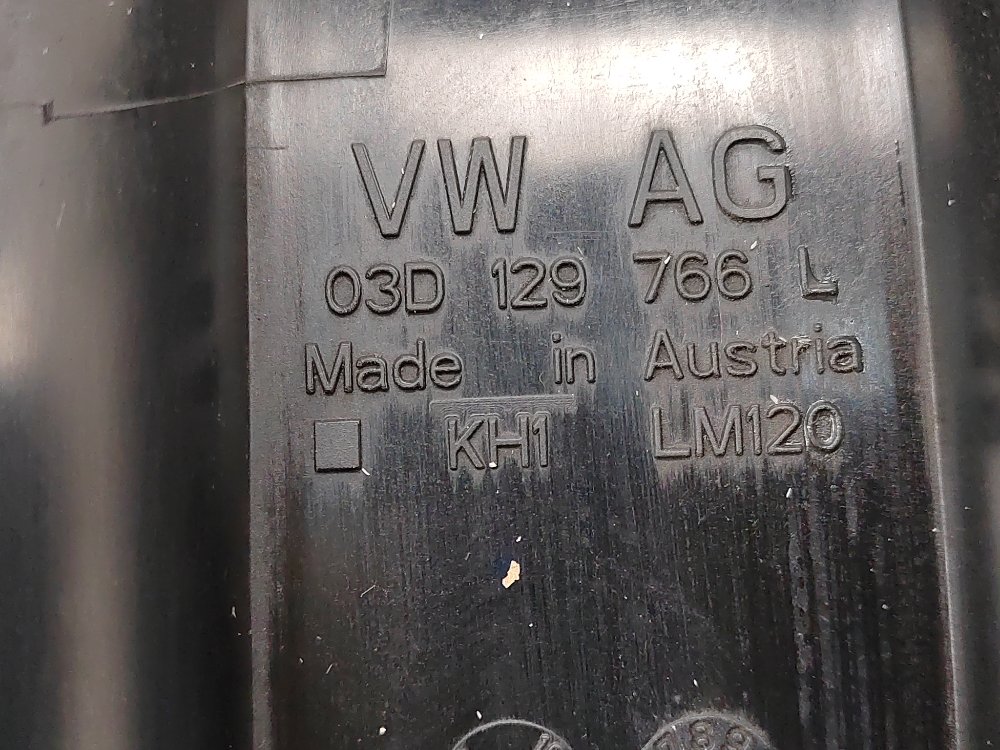 VW AG
03D 129 766 L
Made in Austria
KH1 LM120